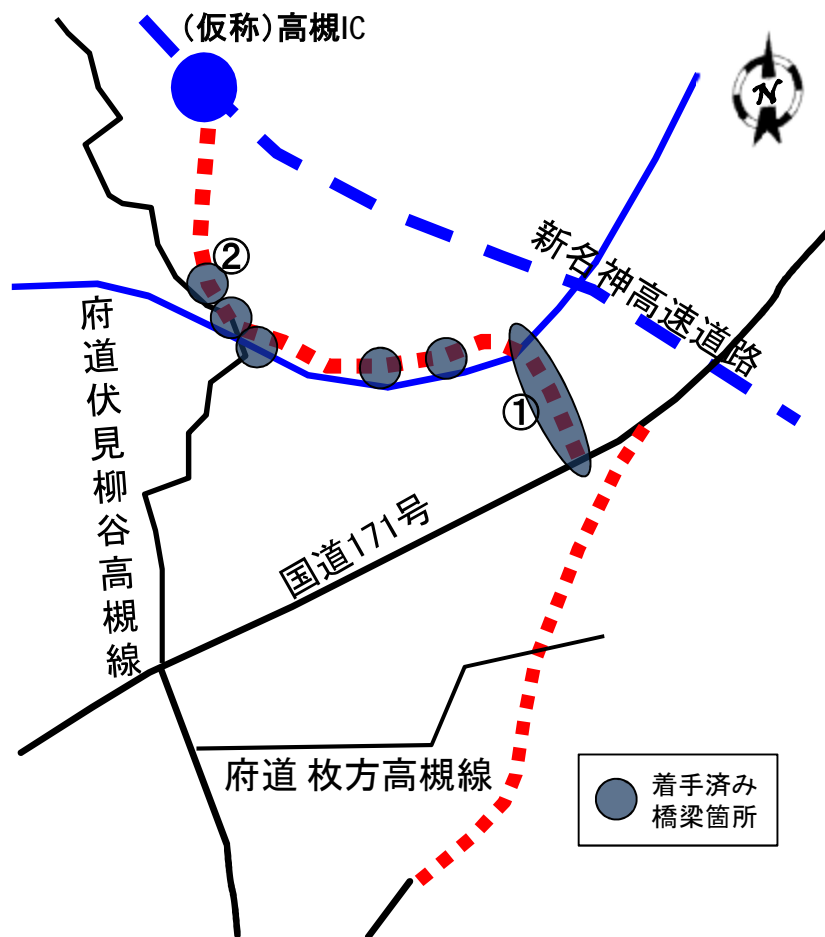 (仮称)高槻IC
N
②
新名神高速道路
府道伏見柳谷高槻線
①
国道171号
府道 枚方高槻線
着手済み
橋梁箇所